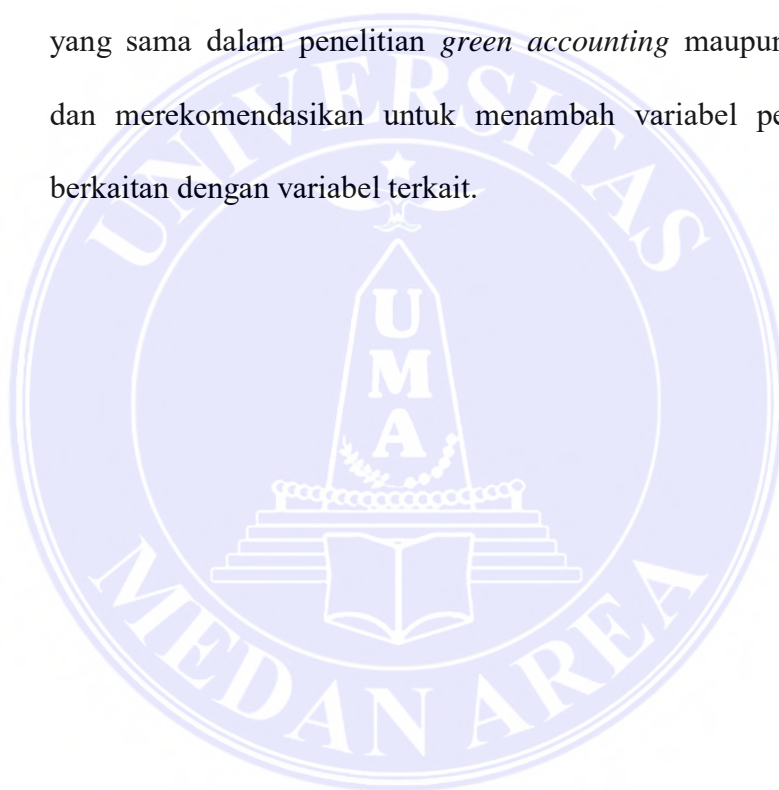 yang sama dalam penelitian green accounting maupun
dan merekomendasikan untuk menambah variabel
berkaitan dengan variabel terkait.
UNIVERSITAS
UMA
MEDAN AREA